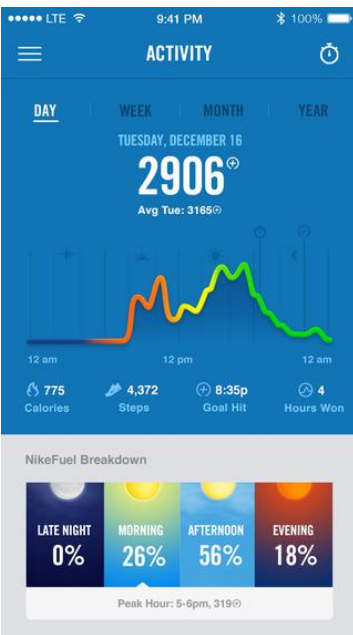 LTE 9:41 PM 100%
ACTIVITY
DAY WEEK MONTH YEAR
TUESDAY, DECEMBER 16
2906
Avg Tue: 3165
12 am 12 pm 12 am
775 4,372 8:35p 4
Calories Steps Goal Hit Hours Won
NikeFuel Breakdown
LATE NIGHT MORNING AFTERNOON EVENING
0% 26% 56% 18%
Peak Hour: 5-6pm, 319